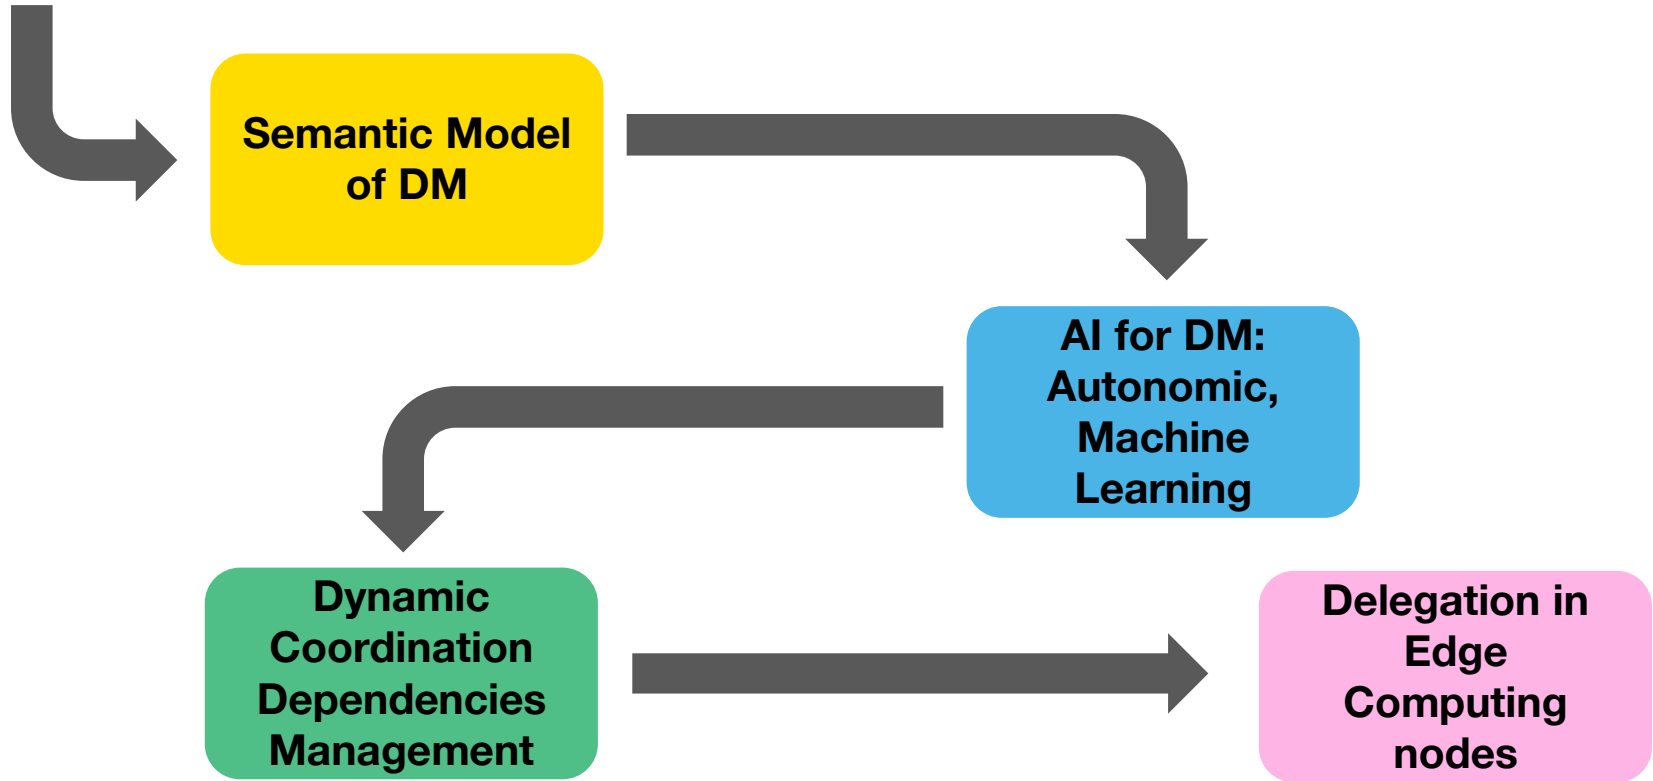 Semantic Model
of DM
AI for DM:
Autonomic,
Machine
Learning
Dynamic
Coordination
Dependencies
Management
Delegation in
Edge
Computing
nodes